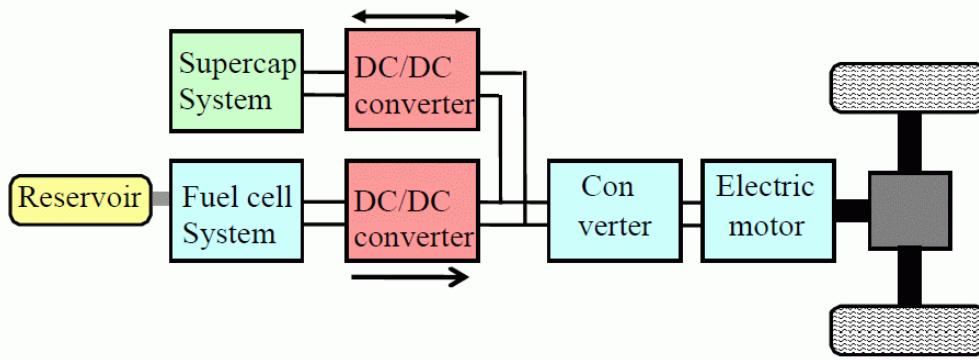 Supercap
System
DC/DC
converter
Reservoir
Fuel cell
System
DC/DC
converter
Con
verter
Electric
motor